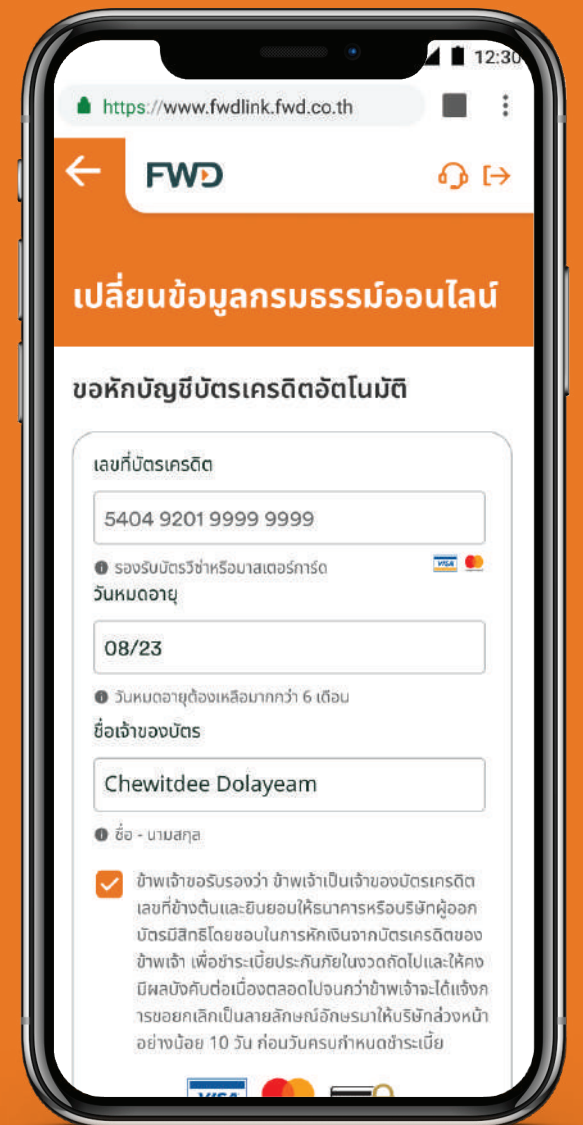 12:30
https://www.fwdlink.fwd.co.th
FWD
เปลี่ยนข้อมูลกรมธรรม์ออนไลน์
ขอหักบัญชีบัตรเครดิตอัตโนมัติ
เลขที่บัตรเครดิต
5404 9201 9999 9999
รองรับบัตรวีซ่าหรือมาสเตอร์การ์ด
VISA
วันหมดอายุ
08/23
วันหมดอายุต้องเหลือมากกว่า 6 เดือน
ชื่อเจ้าของบัตร
Chewitdee Dolayeam
ชื่อ - นามสกุล
ข้าพเจ้าขอรับรองว่า ข้าพเจ้าเป็นเจ้าของบัตรเครดิต
เลขที่ข้างต้นและยินยอมให้ธนาคารหรือบริษัทผู้ออก
บัตรมีสิทธิโดยชอบในการหักเงินจากบัตรเครดิตของ
ข้าพเจ้า เพื่อชำระเบี้ยประกันภัยในงวดถัดไปและให้คง
มีผลบังคับต่อเนื่องตลอดไปจนกว่าข้าพเจ้าจะได้แจ้งก
ารขอยกเลิกเป็นลายลักษณ์อักษรมาให้บริษัทล่วงหน้า
อย่างน้อย 10 วัน ก่อนวันครบกำหนดชำระเบี้ย
VISA